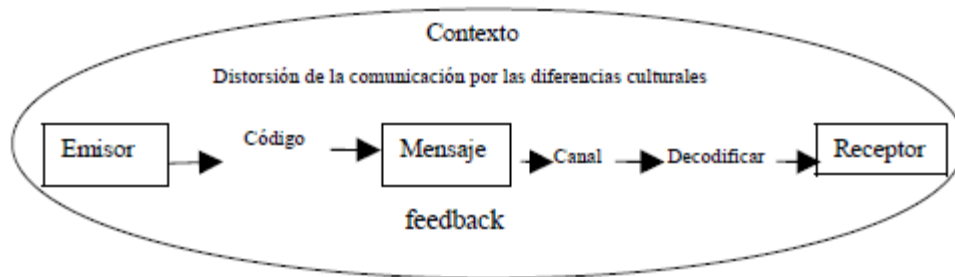 Contexto
Distorsión de la comunicación por las diferencias culturales
Emisor
Código
Mensaje
Canal
Decodificar
Receptor
feedback